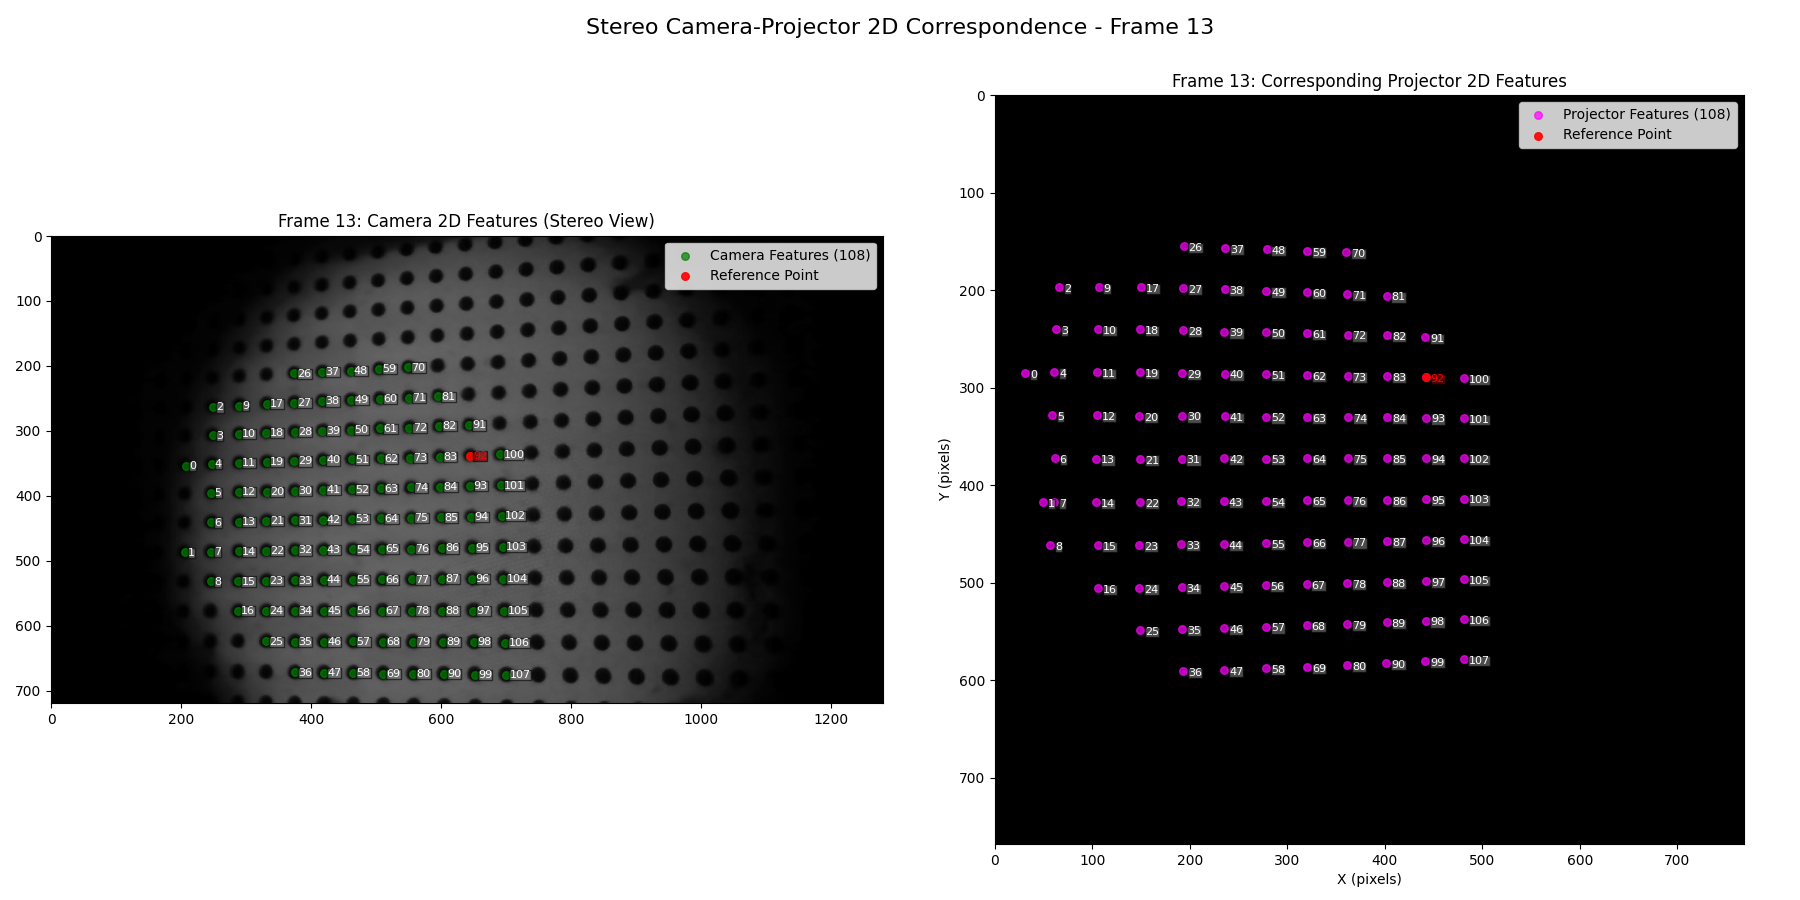 Stereo Camera-Projector 2D Correspondence - Frame 13
Frame 13: Camera 2D Features (Stereo View)
Camera Features (108)
Reference Point
0
100
200
300
400
500
600
700
0 200 400 600 800 1000 1200
26 37 48 59 70
2 9 17 27 38 49 60 71 81
3 10 18 28 39 50 61 72 82 91
0 4 11 19 29 40 51 62 73 83 92 100
5 12 20 30 41 52 63 74 84 93 101
6 13 21 31 42 53 64 75 85 94 102
1 7 14 22 32 43 54 65 76 86 95 103
8 15 23 33 44 55 66 77 87 96 104
16 24 34 45 56 67 78 88 97 105
25 35 46 57 68 79 89 98 106
36 47 58 69 80 90 99 107
Frame 13: Corresponding Projector 2D Features
Projector Features (108)
Reference Point
Y (pixels)
0
100
200
300
400
500
600
700
26 37 48 59 70
2 9 17 27 38 49 60 71 81
3 10 18 28 39 50 61 72 82 91
0 4 11 19 29 40 51 62 73 83 92 100
5 12 20 30 41 52 63 74 84 93 101
6 13 21 31 42 53 64 75 85 94 102
1 7 14 22 32 43 54 65 76 86 95 103
8 15 23 33 44 55 66 77 87 96 104
16 24 34 45 56 67 78 88 97 105
25 35 46 57 68 79 89 98 106
36 47 58 69 80 90 99 107
0 100 200 300 400 500 600 700
X (pixels)